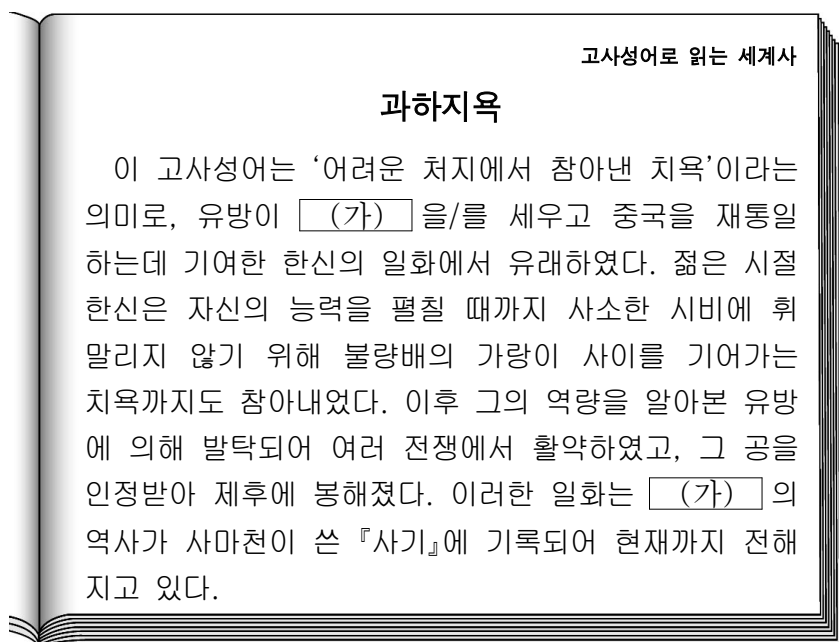 고사성어로 읽는 세계사
과하지욕
이 고사성어는 ‘어려운 처지에서 참아낸 치욕’이라는
의미로, 유방이 (가) 을/를 세우고 중국을 재통일
하는데 기여한 한신의 일화에서 유래하였다. 젊은 시절
한신은 자신의 능력을 펼칠 때까지 사소한 시비에 휘
말리지 않기 위해 불량배의 가랑이 사이를 기어가는
치욕까지도 참아내었다. 이후 그의 역량을 알아본 유방
에 의해 발탁되어 여러 전쟁에서 활약하였고, 그 공을
인정받아 제후에 봉해졌다. 이러한 일화는 (가) 의
역사가 사마천이 쓴 『사기』에 기록되어 현재까지 전해
지고 있다.